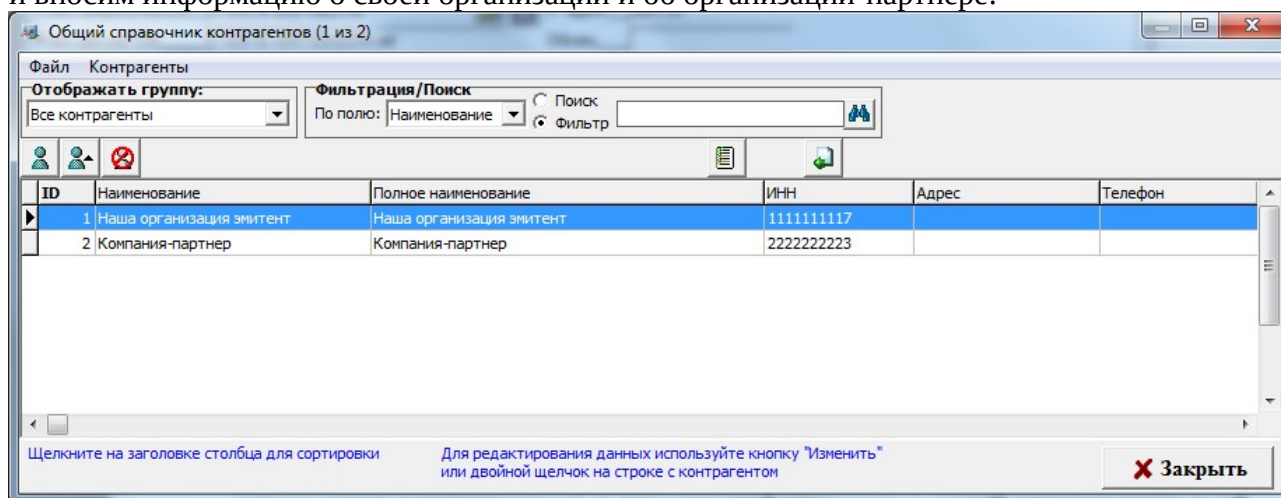 и вносим информацию о своей организации и об организации-партнере.
Общий справочник контрагентов (1 из 2)
Файл Контрагенты
Отображать группу:
Все контрагенты
Фильтрация/Поиск
По полю: Наименование
Поиск
Фильтр
ID Наименование Полное наименование ИНН Адрес Телефон
1 Наша организация эмитент Наша организация эмитент 1111111117
2 Компания-партнер Компания-партнер 2222222223
Щелкните на заголовке столбца для сортировки
Для редактирования данных используйте кнопку "Изменить"
или двойной щелчок на строке с контрагентом
Закрыть